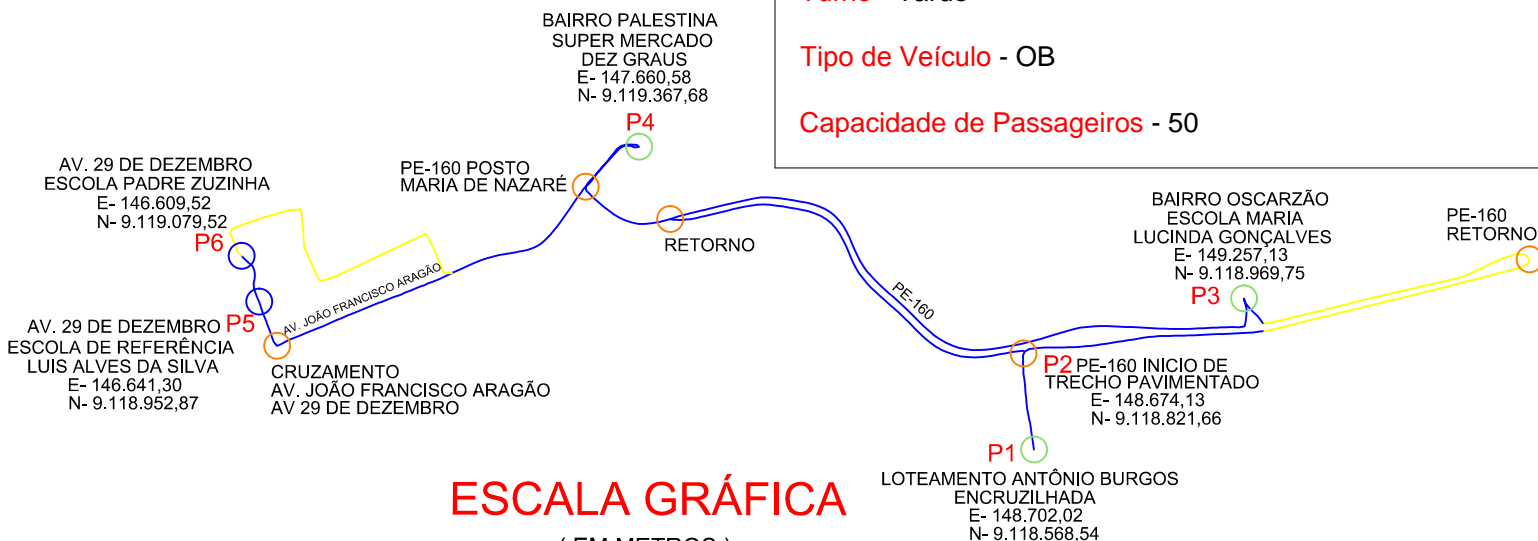 Turno - Tarde
Tipo de Veículo - OB
Capacidade de Passageiros - 50
BAIRRO PALESTINA
SUPER MERCADO
DEZ GRAUS
E- 147.660,58
N- 9.119.367,68
P4
PE-160 POSTO
MARIA DE NAZARÉ
AV. 29 DE DEZEMBRO
ESCOLA PADRE ZUZINHA
E- 146.609,52
N- 9.119.079,52
P6
RETORNO
BAIRRO OSCARZÃO
ESCOLA MARIA
LUCINDA GONÇALVES
E- 149.257,13
N- 9.118.969,75
P3
PE-160
RETORNO
PE-160
AV. JOÃO FRANCISCO ARAGÃO
P5
AV. 29 DE DEZEMBRO
ESCOLA DE REFERÊNCIA
LUIS ALVES DA SILVA
E- 146.641,30
N- 9.118.952,87
CRUZAMENTO
AV. JOÃO FRANCISCO ARAGÃO
AV 29 DE DEZEMBRO
P2 PE-160 INICIO DE
TRECHO PAVIMENTADO
E- 148.674,13
N- 9.118.821,66
P1
LOTEAMENTO ANTÔNIO BURGOS
ENCRUZILHADA
E- 148.702,02
N- 9.118.568,54
ESCALA GRÁFICA
( EM METROS )